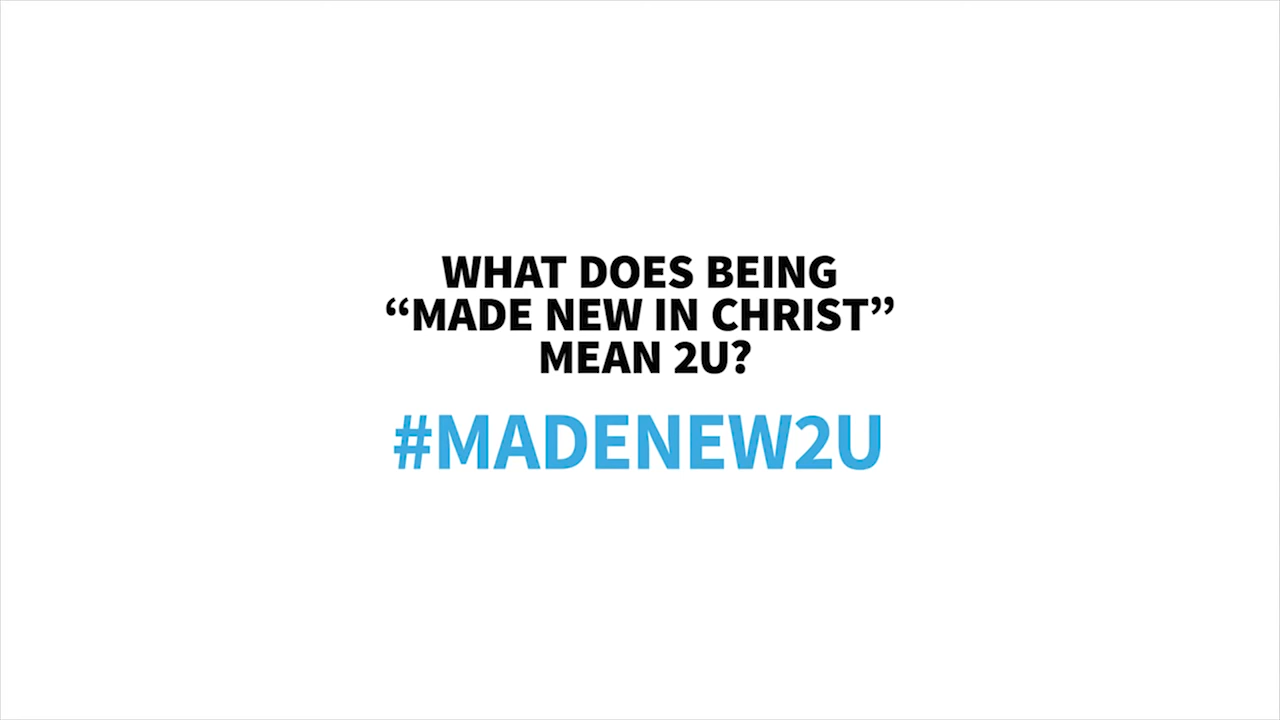 WHAT DOES BEING
“MADE NEW IN CHRIST”
MEAN 2U?
#MADENEW2U